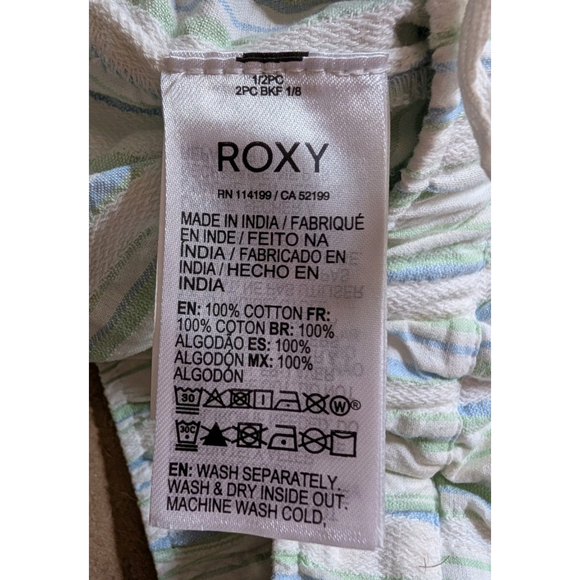 1/2PC
2PC BKF 1/8
ROXY
RN 114199 / CA 52199
MADE IN INDIA / FABRIQUÉ
EN INDE / FEITO NA
ÍNDIA / FABRICADO EN
INDIA / HECHO EN
INDIA
EN: 100% COTTON FR:
100% COTON BR: 100%
ALGODÃO ES: 100%
ALGODÓN MX: 100%
ALGODÓN
30 W®
30C
EN: WASH SEPARATELY.
WASH & DRY INSIDE OUT.
MACHINE WASH COLD,